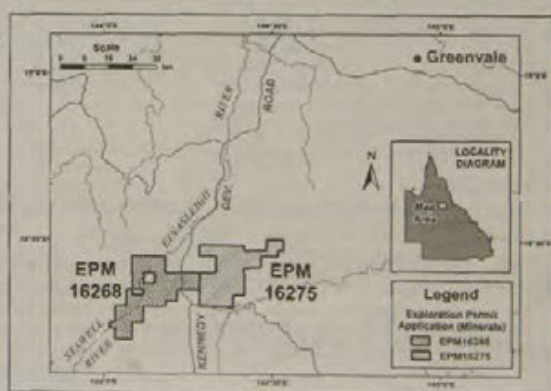 Scale
km
Greenvale
RIVER
ROAD
N
LOCALITY
DIAGRAM
Map
Area
EINASLEIGH
DEV.
EPM
16268
EPM
16275
STAWELL
RIVER
KENNEDY
Legend
Exploration Permit
Application (Minerals)
EPM16268
EPM16275